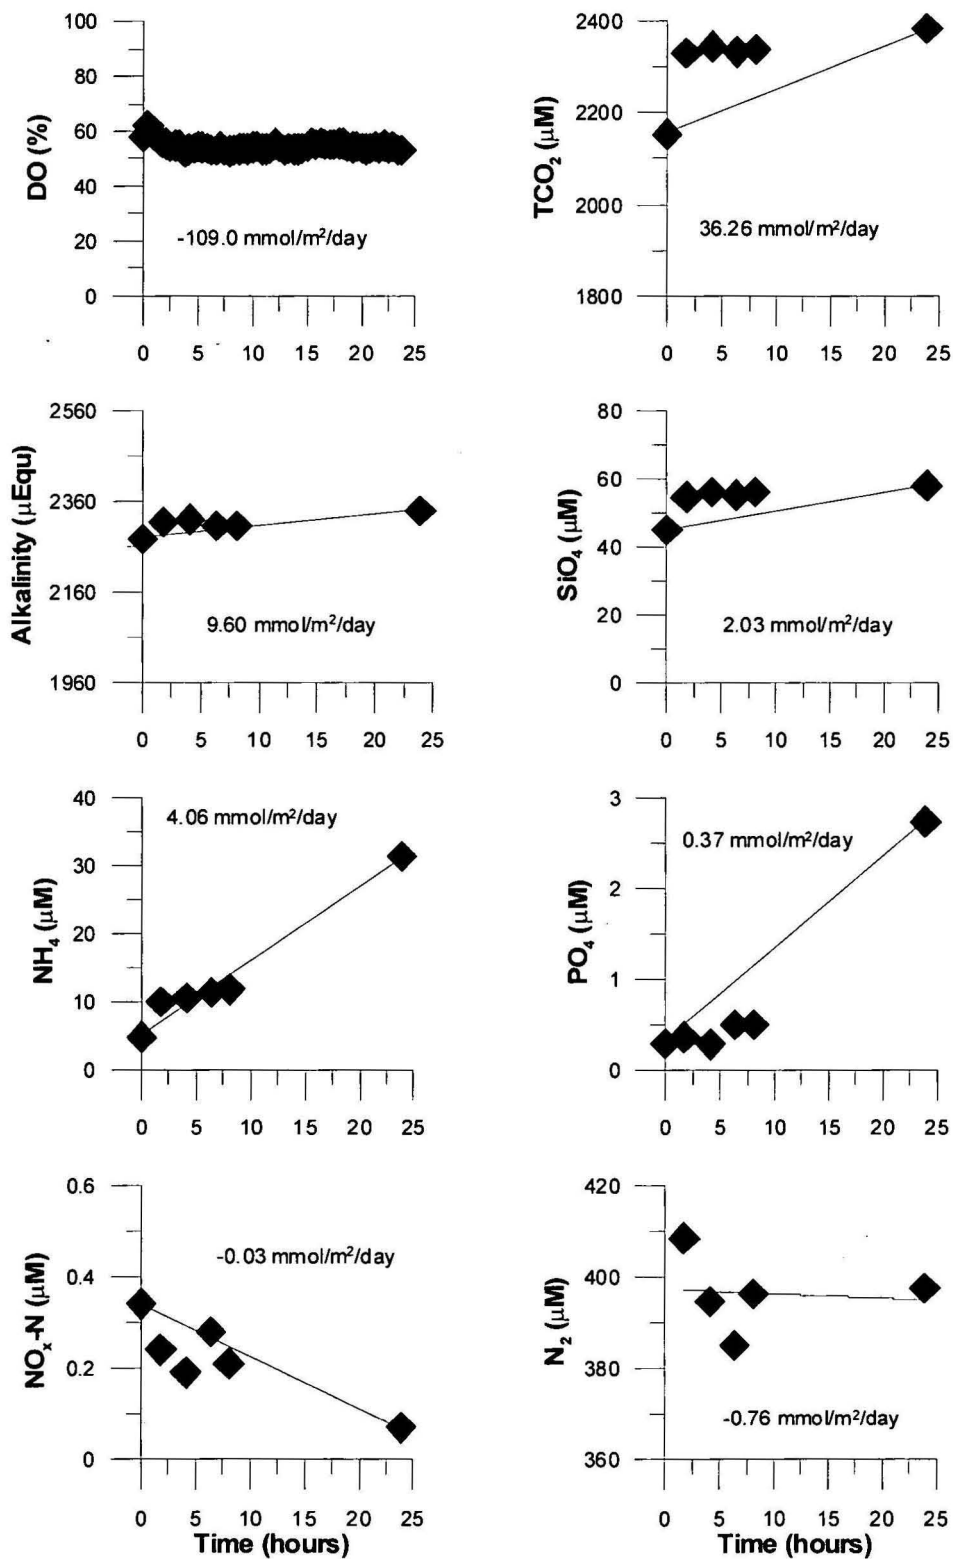 100
80
60
40
20
0
DO (%)
-109.0 mmol/m²/day
0 5 10 15 20 25
2400
2200
2000
1800
TCO₂ (µM)
36.26 mmol/m²/day
0 5 10 15 20 25
2560
2360
2160
1960
Alkalinity (µEqu)
9.60 mmol/m²/day
0 5 10 15 20 25
80
60
40
20
0
SiO₄ (µM)
2.03 mmol/m²/day
0 5 10 15 20 25
40
30
20
10
0
NH₄ (µM)
4.06 mmol/m²/day
0 5 10 15 20 25
3
2
1
0
PO₄ (µM)
0.37 mmol/m²/day
0 5 10 15 20 25
0.6
0.4
0.2
0
NOₓ-N (µM)
-0.03 mmol/m²/day
0 5 10 15 20 25
Time (hours)
420
400
380
360
N₂ (µM)
-0.76 mmol/m²/day
0 5 10 15 20 25
Time (hours)